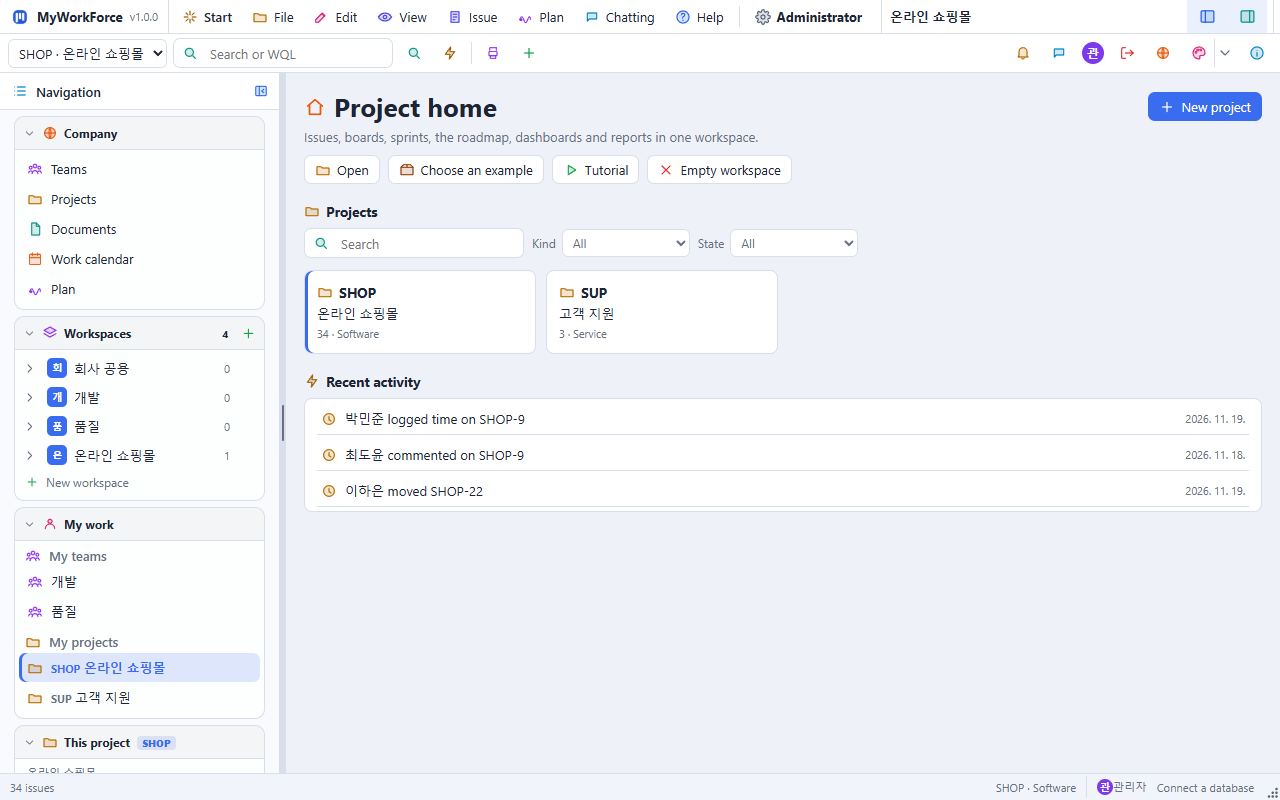 MyWorkForce v1.0.0 Start File Edit View Issue Plan Chatting Help Administrator 온라인 쇼핑몰
SHOP · 온라인 쇼핑몰 Search or WQL 관
Navigation
Company
Teams
Projects
Documents
Work calendar
Plan
Workspaces 4
회 회사 공용 0
개 개발 0
품 품질 0
온 온라인 쇼핑몰 1
New workspace
My work
My teams
개발
품질
My projects
SHOP 온라인 쇼핑몰
SUP 고객 지원
This project SHOP
온라인 쇼핑몰
Project home
New project
Issues, boards, sprints, the roadmap, dashboards and reports in one workspace.
Open Choose an example Tutorial Empty workspace
Projects
Search Kind All State All
SHOP
온라인 쇼핑몰
34 · Software
SUP
고객 지원
3 · Service
Recent activity
박민준 logged time on SHOP-9 2026. 11. 19.
최도윤 commented on SHOP-9 2026. 11. 18.
이하은 moved SHOP-22 2026. 11. 19.
34 issues SHOP · Software 관 관리자 Connect a database